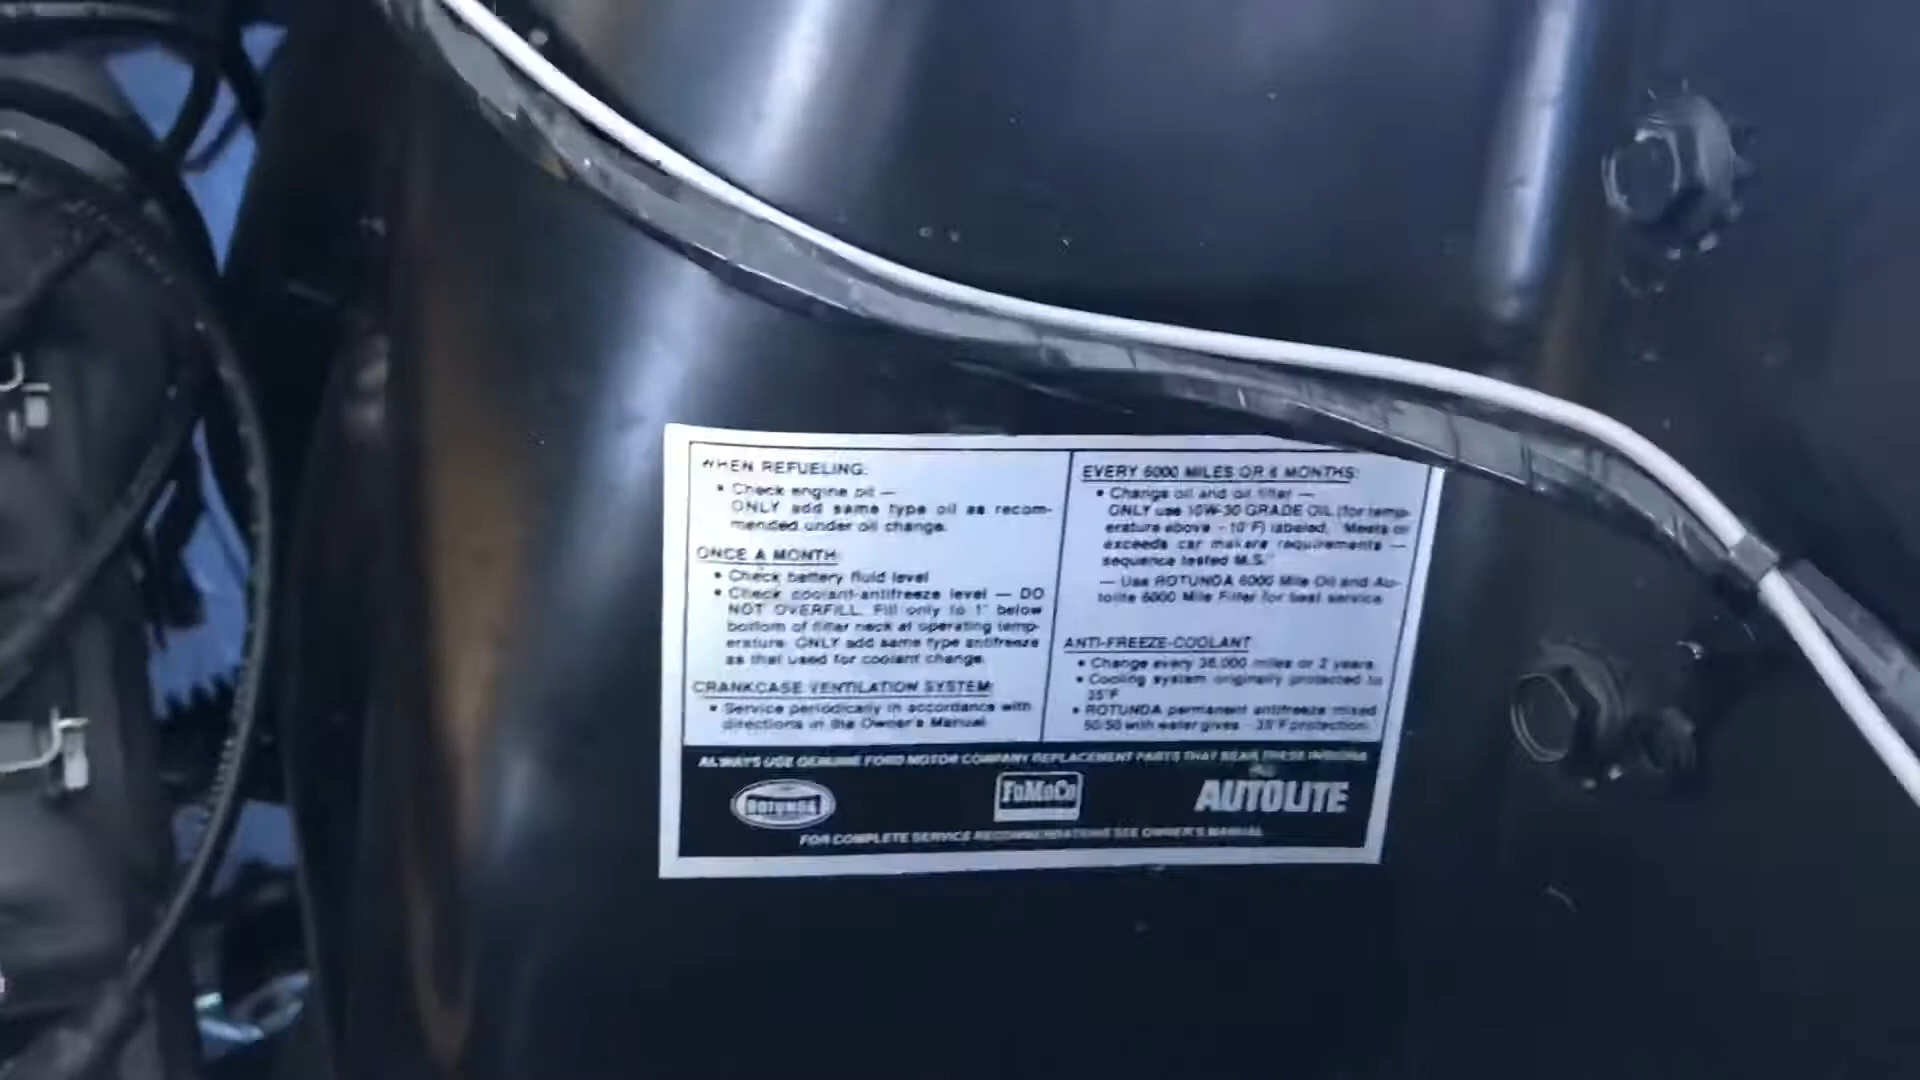 WHEN REFUELING:
• Check engine oil —
ONLY add same type oil as recom-
mended under oil change.
ONCE A MONTH:
• Check battery fluid level
• Check coolant-antifreeze level — DO
NOT OVERFILL. Fill only to 1" below
bottom of filler neck at operating temp-
erature. ONLY add same type antifreeze
as that used for coolant change.
CRANKCASE VENTILATION SYSTEM:
• Service periodically in accordance with
directions in the Owner's Manual.
EVERY 6000 MILES OR 6 MONTHS:
• Change oil and oil filter —
ONLY use 10W-30 GRADE OIL (for temp-
erature above -10°F) labeled, "Meets or
exceeds car makers requirements —
sequence tested M.S."
— Use ROTUNDA 6000 Mile Oil and Au-
tolite 6000 Mile Filter for best service
ANTI-FREEZE-COOLANT
• Change every 36,000 miles or 2 years.
• Cooling system originally protected to
35°F
• ROTUNDA permanent antifreeze mixed
50/50 with water gives -35°F protection.
ALWAYS USE GENUINE FORD MOTOR COMPANY REPLACEMENT PARTS THAT BEAR THESE INSIGNIA
ROTUNDA
FoMoCo
AUTOLITE
FOR COMPLETE SERVICE RECOMMENDATIONS SEE OWNER'S MANUAL